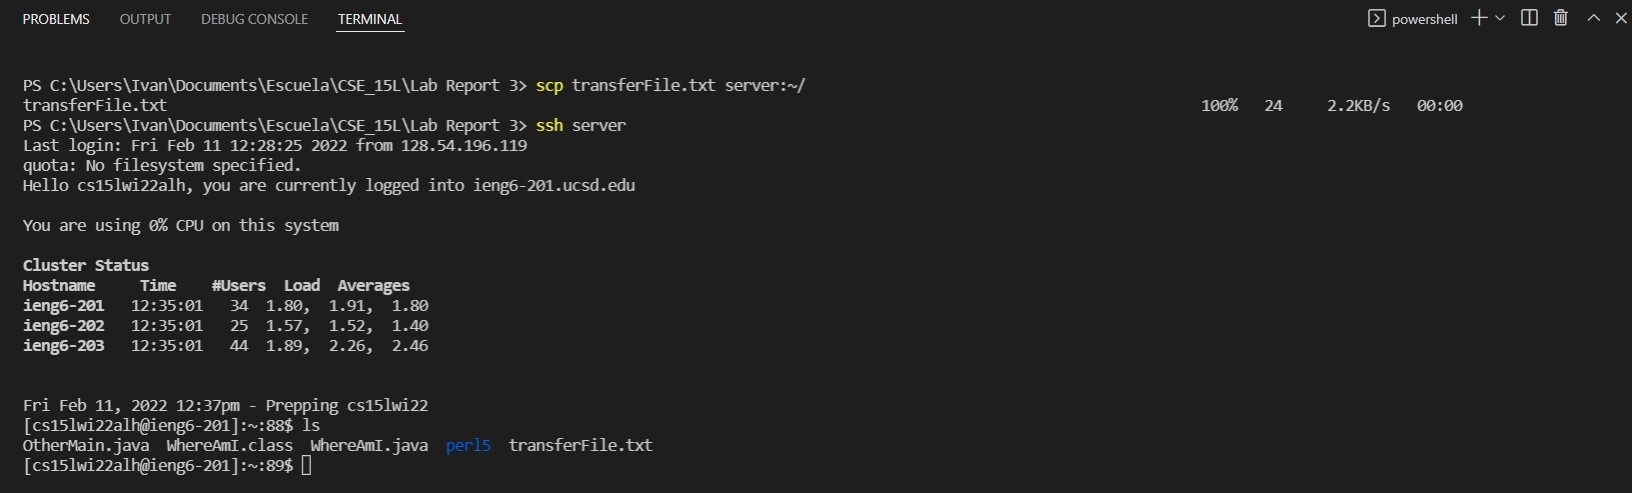 PROBLEMS OUTPUT DEBUG CONSOLE TERMINAL powershell
PS C:\Users\Ivan\Documents\Escuela\CSE_15L\Lab Report 3> scp transferFile.txt server:~/
transferFile.txt 100% 24 2.2KB/s 00:00
PS C:\Users\Ivan\Documents\Escuela\CSE_15L\Lab Report 3> ssh server
Last login: Fri Feb 11 12:28:25 2022 from 128.54.196.119
quota: No filesystem specified.
Hello cs15lwi22alh, you are currently logged into ieng6-201.ucsd.edu
You are using 0% CPU on this system
Cluster Status
Hostname Time #Users Load Averages
ieng6-201 12:35:01 34 1.80, 1.91, 1.80
ieng6-202 12:35:01 25 1.57, 1.52, 1.40
ieng6-203 12:35:01 44 1.89, 2.26, 2.46
Fri Feb 11, 2022 12:37pm - Prepping cs15lwi22
[cs15lwi22alh@ieng6-201]:~:88$ ls
OtherMain.java WhereAmI.class WhereAmI.java perl5 transferFile.txt
[cs15lwi22alh@ieng6-201]:~:89$